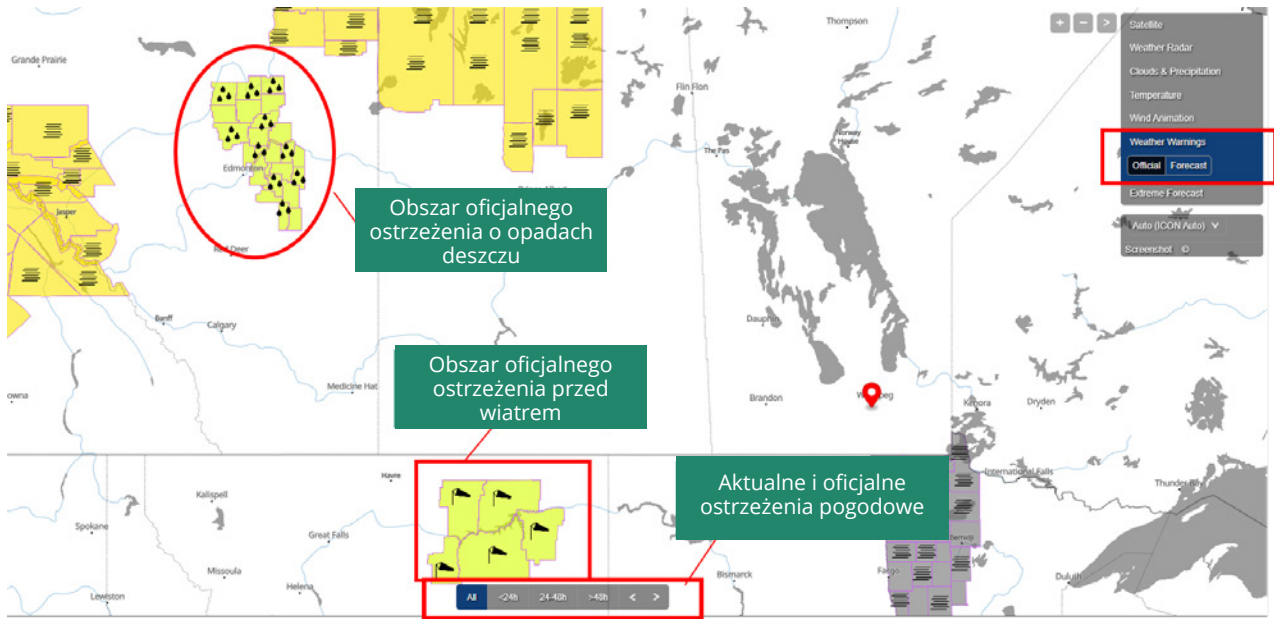 Thompson
Satellite
Weather Radar
Clouds & Precipitation
Temperature
Wind Animation
Weather Warnings
Official Forecast
Extreme Forecast
Auto (ICON Auto)
Screenshot ©
Grande Prairie
Flin Flon
Norway
House
The Pas
Edmonton
Obszar oficjalnego
ostrzeżenia o opadach
deszczu
Jasper
Red Deer
Banff
Calgary
Dauphin
Obszar oficjalnego
ostrzeżenia przed
wiatrem
Medicine Hat
owna
Brandon
Kenora
Dryden
Aktualne i oficjalne
ostrzeżenia pogodowe
Havre
International Falls
Thunder Bay
Kalispell
Spokane
Great Falls
Bemidji
Missoula
Helena
Bismarck
Fargo
Duluth
Lewiston
All <24h 24-48h >48h < >